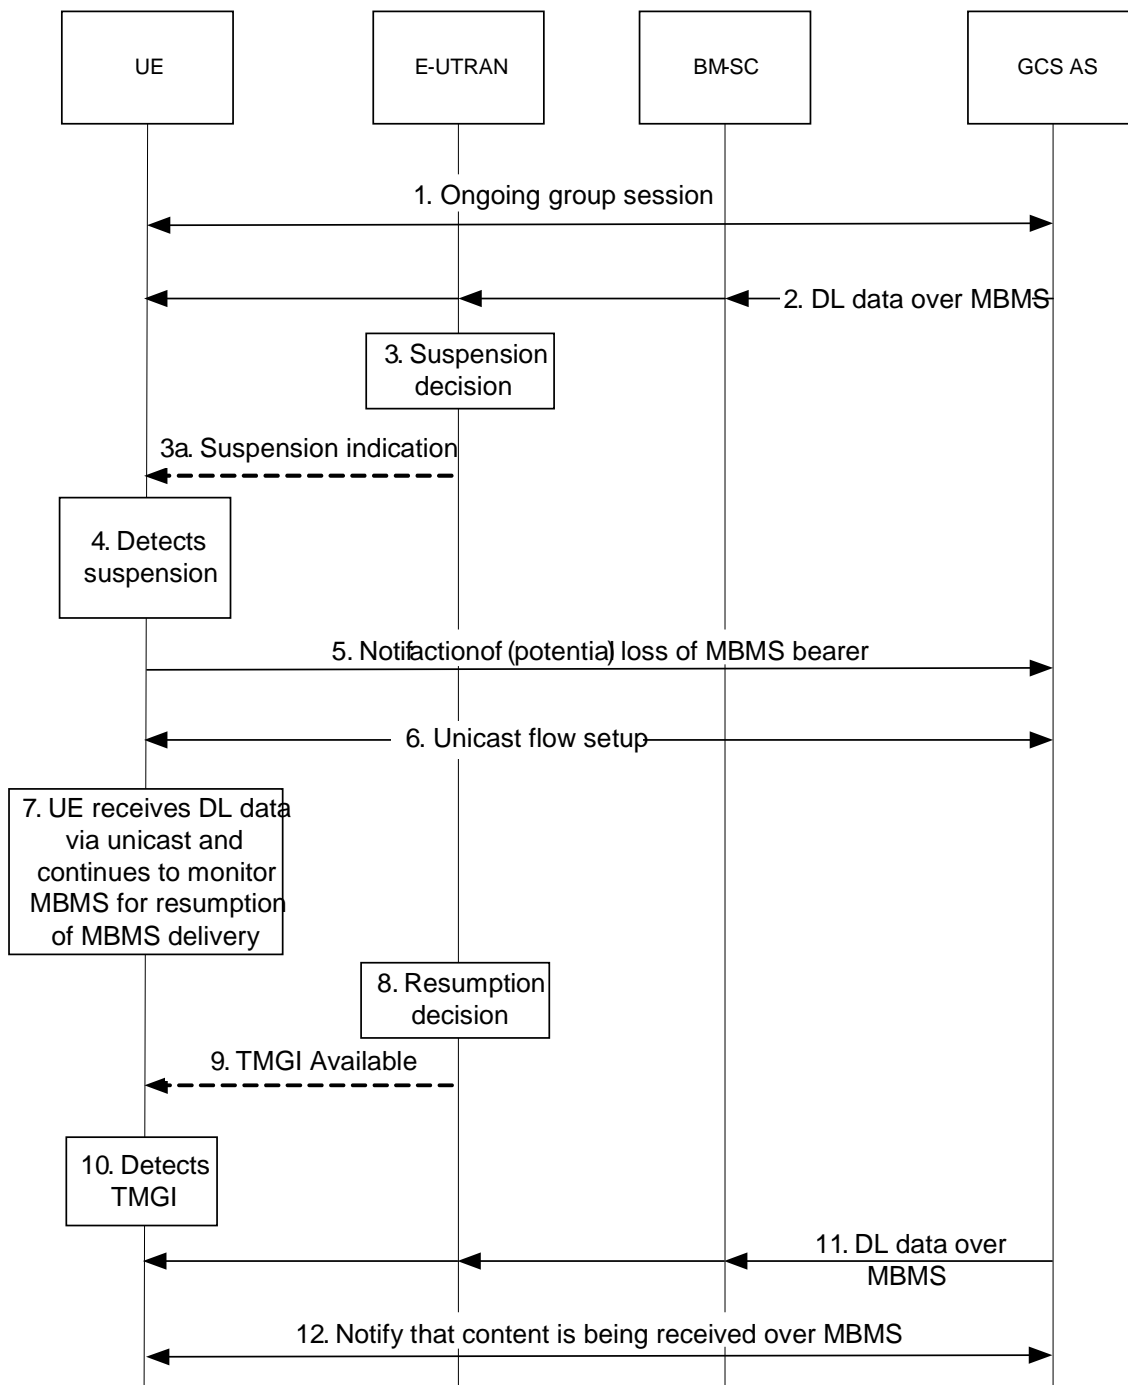 UE
E-UTRAN
BM-SC
GCS AS
1. Ongoing group session
2. DL data over MBMS
3. Suspension
decision
3a. Suspension indication
4. Detects
suspension
5. Notifactionof (potential) loss of MBMS bearer
6. Unicast flow setup
7. UE receives DL data
via unicast and
continues to monitor
MBMS for resumption
of MBMS delivery
8. Resumption
decision
9. TMGI Available
10. Detects
TMGI
11. DL data over
MBMS
12. Notify that content is being received over MBMS